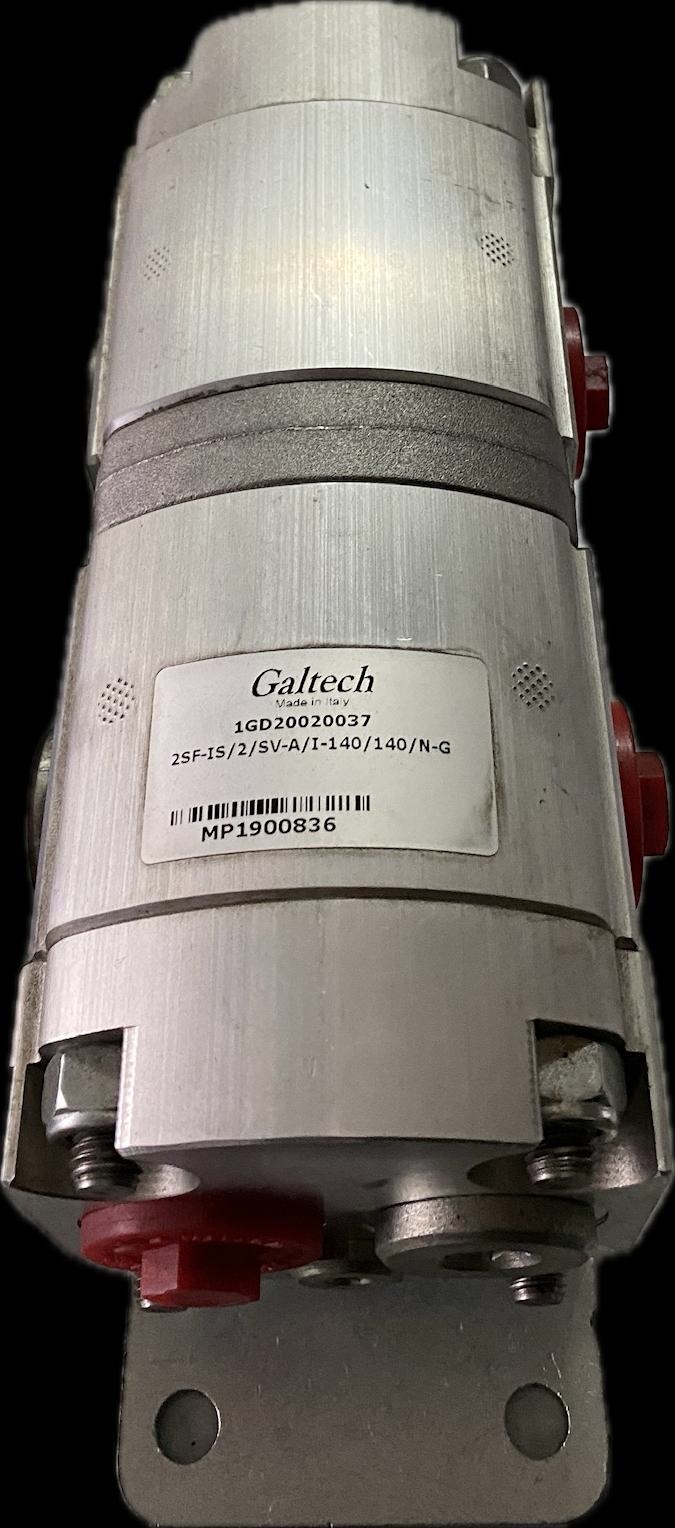 Galtech
Made in Italy
1GD20020037
2SF-IS/2/SV-A/I-140/140/N-G
MP1900836